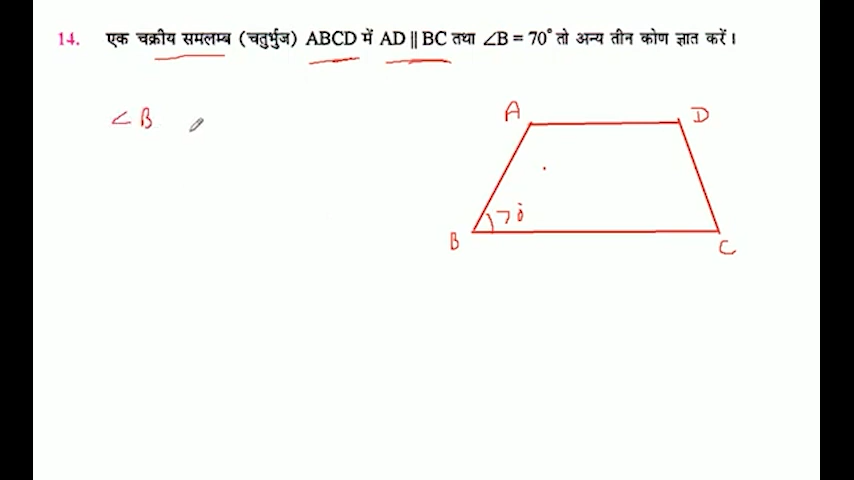 14. एक चक्रीय समलम्ब (चतुर्भुज) ABCD में AD || BC तथा ∠B = 70° तो अन्य तीन कोण ज्ञात करें।
∠B
A D
70°
B C